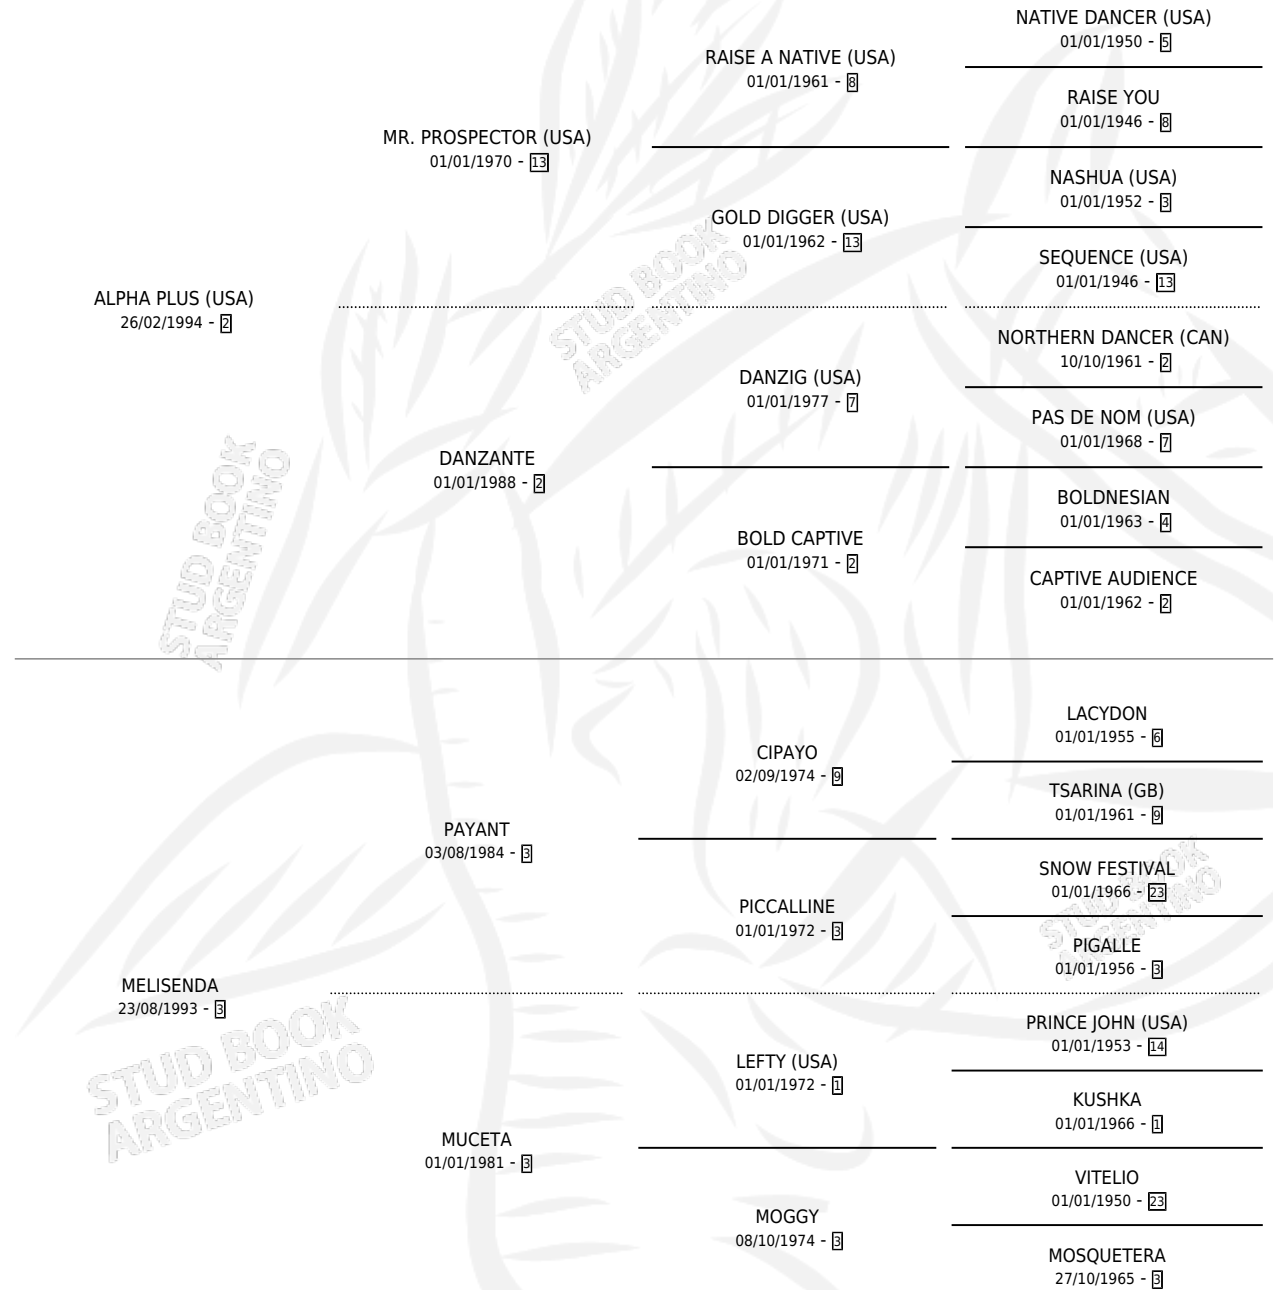 NATIVE DANCER (USA)
01/01/1950 - 5
RAISE A NATIVE (USA)
01/01/1961 - 8
RAISE YOU
01/01/1946 - 8
MR. PROSPECTOR (USA)
01/01/1970 - 13
NASHUA (USA)
01/01/1952 - 3
GOLD DIGGER (USA)
01/01/1962 - 13
SEQUENCE (USA)
01/01/1946 - 13
ALPHA PLUS (USA)
26/02/1994 - 2
STUD BOOK
ARGENTINO
NORTHERN DANCER (CAN)
10/10/1961 - 2
DANZIG (USA)
01/01/1977 - 7
PAS DE NOM (USA)
01/01/1968 - 7
DANZANTE
01/01/1988 - 2
STUD BOOK
ARGENTINO
BOLDNESIAN
01/01/1963 - 4
BOLD CAPTIVE
01/01/1971 - 2
CAPTIVE AUDIENCE
01/01/1962 - 2
LACYDON
01/01/1955 - 6
CIPAYO
02/09/1974 - 9
TSARINA (GB)
01/01/1961 - 9
PAYANT
03/08/1984 - 3
SNOW FESTIVAL
01/01/1966 - 23
STUD BOOK
ARGENTINO
PICCALLINE
01/01/1972 - 3
PIGALLE
01/01/1956 - 3
MELISENDA
23/08/1993 - 3
STUD BOOK
ARGENTINO
PRINCE JOHN (USA)
01/01/1953 - 14
LEFTY (USA)
01/01/1972 - 1
KUSHKA
01/01/1966 - 1
MUCETA
01/01/1981 - 3
VITELIO
01/01/1950 - 23
MOGGY
08/10/1974 - 3
MOSQUETERA
27/10/1965 - 3